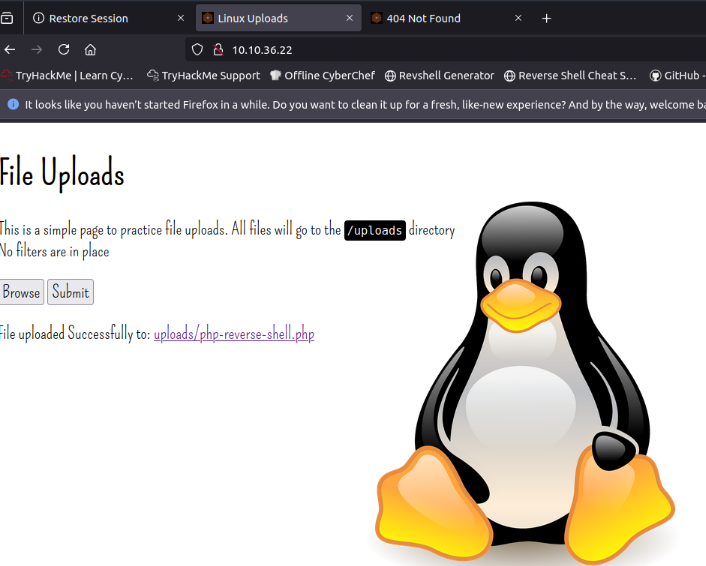 Restore Session
Linux Uploads
404 Not Found
10.10.36.22
TryHackMe | Learn Cy…
TryHackMe Support
Offline CyberChef
Revshell Generator
Reverse Shell Cheat S…
GitHub -
It looks like you haven't started Firefox in a while. Do you want to clean it up for a fresh, like-new experience? And by the way, welcome ba
File Uploads
This is a simple page to practice file uploads. All files will go to the /uploads directory
No filters are in place
Browse Submit
File uploaded Successfully to: uploads/php-reverse-shell.php